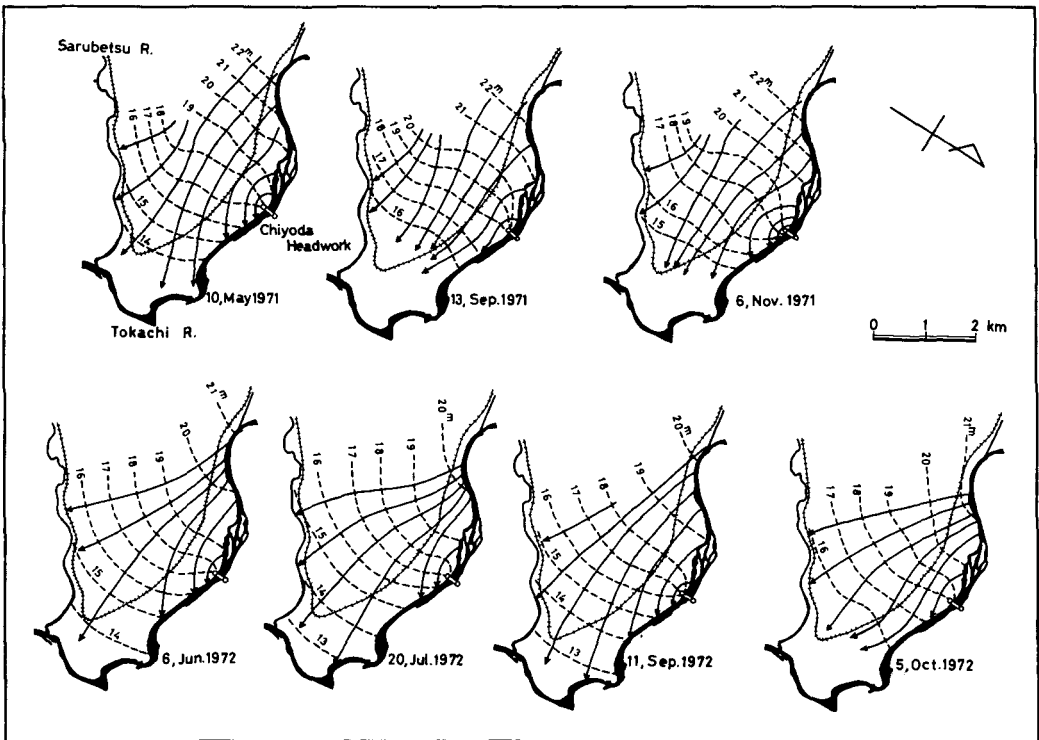 Sarubetsu R.
22m
21
20
19
18
17
16
15
14
Chiyoda
Headwork
10, May 1971
Tokachi R.
22m
21
20
19
18
17
16
13, Sep. 1971
22m
21
20
19
18
17
16
15
6, Nov. 1971
0 1 2 km
21m
20
19
18
17
16
15
14
6, Jun. 1972
20m
19
18
17
16
15
14
13
20, Jul. 1972
20m
19
18
17
16
15
14
13
11, Sep. 1972
21m
20
19
18
17
16
5, Oct. 1972